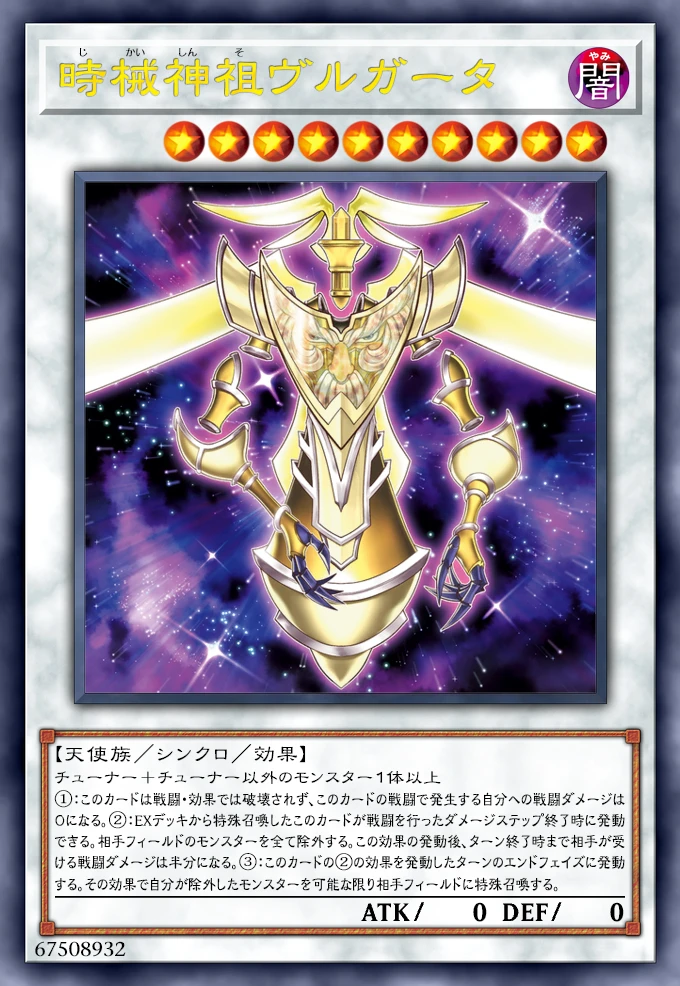 じ かい しん そ
時械神祖ヴルガータ
やみ
闇
【天使族／シンクロ／効果】
チューナー＋チューナー以外のモンスター１体以上
①：このカードは戦闘・効果では破壊されず、このカードの戦闘で発生する自分への戦闘ダメージは
０になる。②：EXデッキから特殊召喚したこのカードが戦闘を行ったダメージステップ終了時に発動
できる。相手フィールドのモンスターを全て除外する。この効果の発動後、ターン終了時まで相手が受
ける戦闘ダメージは半分になる。③：このカードの②の効果を発動したターンのエンドフェイズに発動
する。その効果で自分が除外したモンスターを可能な限り相手フィールドに特殊召喚する。
ATK/ 0 DEF/ 0
67508932